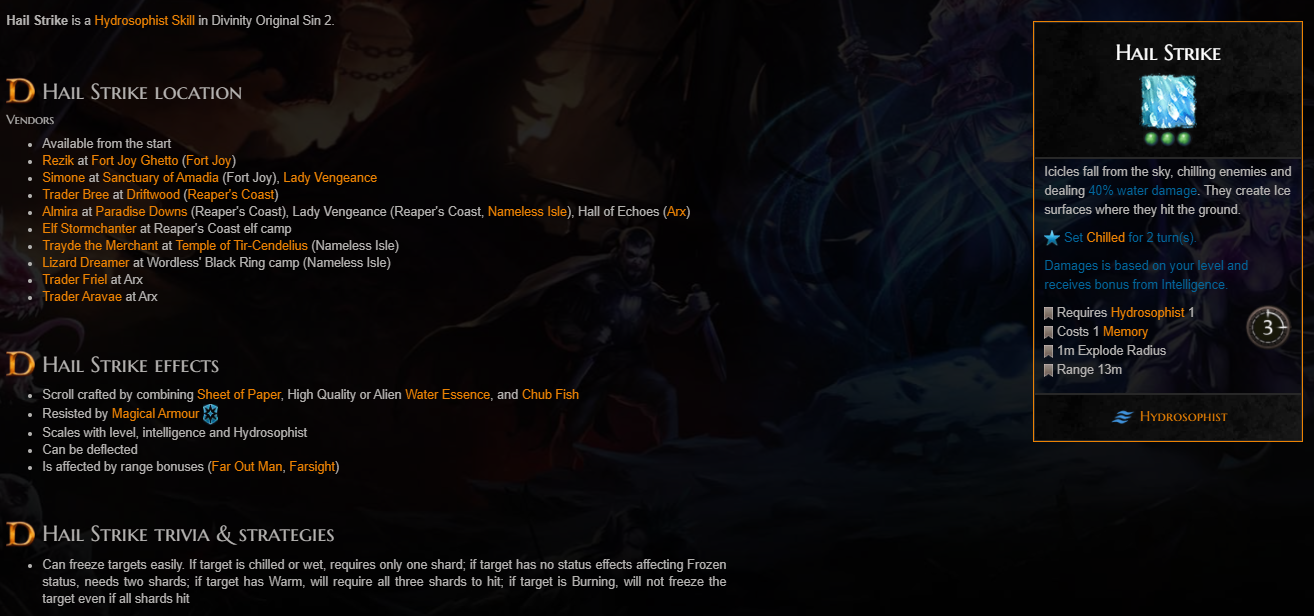 Hail Strike is a Hydrosophist Skill in Divinity Original Sin 2.
Hail Strike location
Vendors
Available from the start
Rezik at Fort Joy Ghetto (Fort Joy)
Simone at Sanctuary of Amadia (Fort Joy), Lady Vengeance
Trader Bree at Driftwood (Reaper's Coast)
Almira at Paradise Downs (Reaper's Coast), Lady Vengeance (Reaper's Coast, Nameless Isle), Hall of Echoes (Arx)
Elf Stormchanter at Reaper's Coast elf camp
Trayde the Merchant at Temple of Tir-Cendelius (Nameless Isle)
Lizard Dreamer at Wordless' Black Ring camp (Nameless Isle)
Trader Friel at Arx
Trader Aravae at Arx
Hail Strike effects
Scroll crafted by combining Sheet of Paper, High Quality or Alien Water Essence, and Chub Fish
Resisted by Magical Armour
Scales with level, intelligence and Hydrosophist
Can be deflected
Is affected by range bonuses (Far Out Man, Farsight)
Hail Strike trivia & strategies
Can freeze targets easily. If target is chilled or wet, requires only one shard; if target has no status effects affecting Frozen
status, needs two shards; if target has Warm, will require all three shards to hit; if target is Burning, will not freeze the
target even if all shards hit
Hail Strike
Icicles fall from the sky, chilling enemies and
dealing 40% water damage. They create Ice
surfaces where they hit the ground.
Set Chilled for 2 turn(s).
Damages is based on your level and
receives bonus from Intelligence.
Requires Hydrosophist 1
Costs 1 Memory
1m Explode Radius
Range 13m
3
Hydrosophist